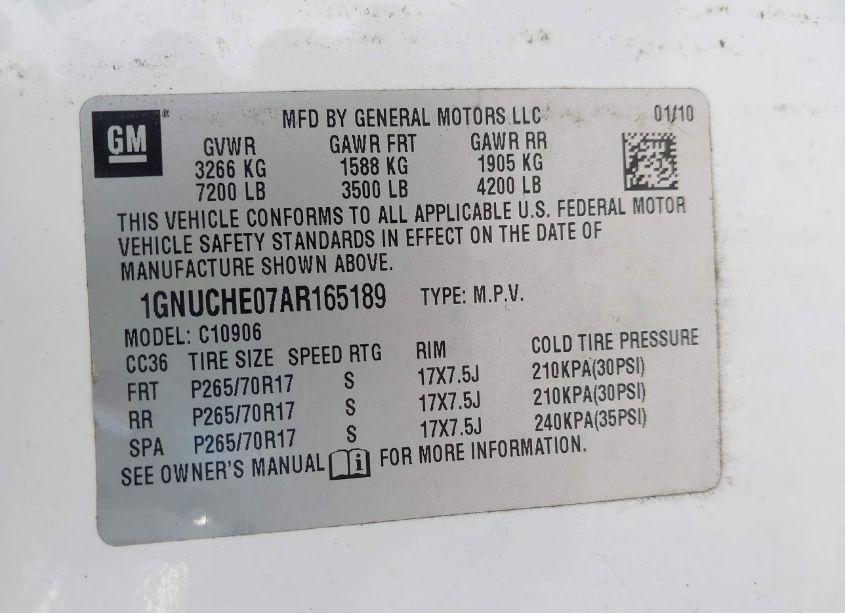 GM ® MFD BY GENERAL MOTORS LLC 01/10
GVWR GAWR FRT GAWR RR
3266 KG 1588 KG 1905 KG
7200 LB 3500 LB 4200 LB
THIS VEHICLE CONFORMS TO ALL APPLICABLE U.S. FEDERAL MOTOR
VEHICLE SAFETY STANDARDS IN EFFECT ON THE DATE OF
MANUFACTURE SHOWN ABOVE.
1GNUCHE07AR165189 TYPE: M.P.V.
MODEL: C10906
CC36 TIRE SIZE SPEED RTG RIM COLD TIRE PRESSURE
FRT P265/70R17 S 17X7.5J 210KPA(30PSI)
RR P265/70R17 S 17X7.5J 210KPA(30PSI)
SPA P265/70R17 S 17X7.5J 240KPA(35PSI)
SEE OWNER'S MANUAL i FOR MORE INFORMATION.